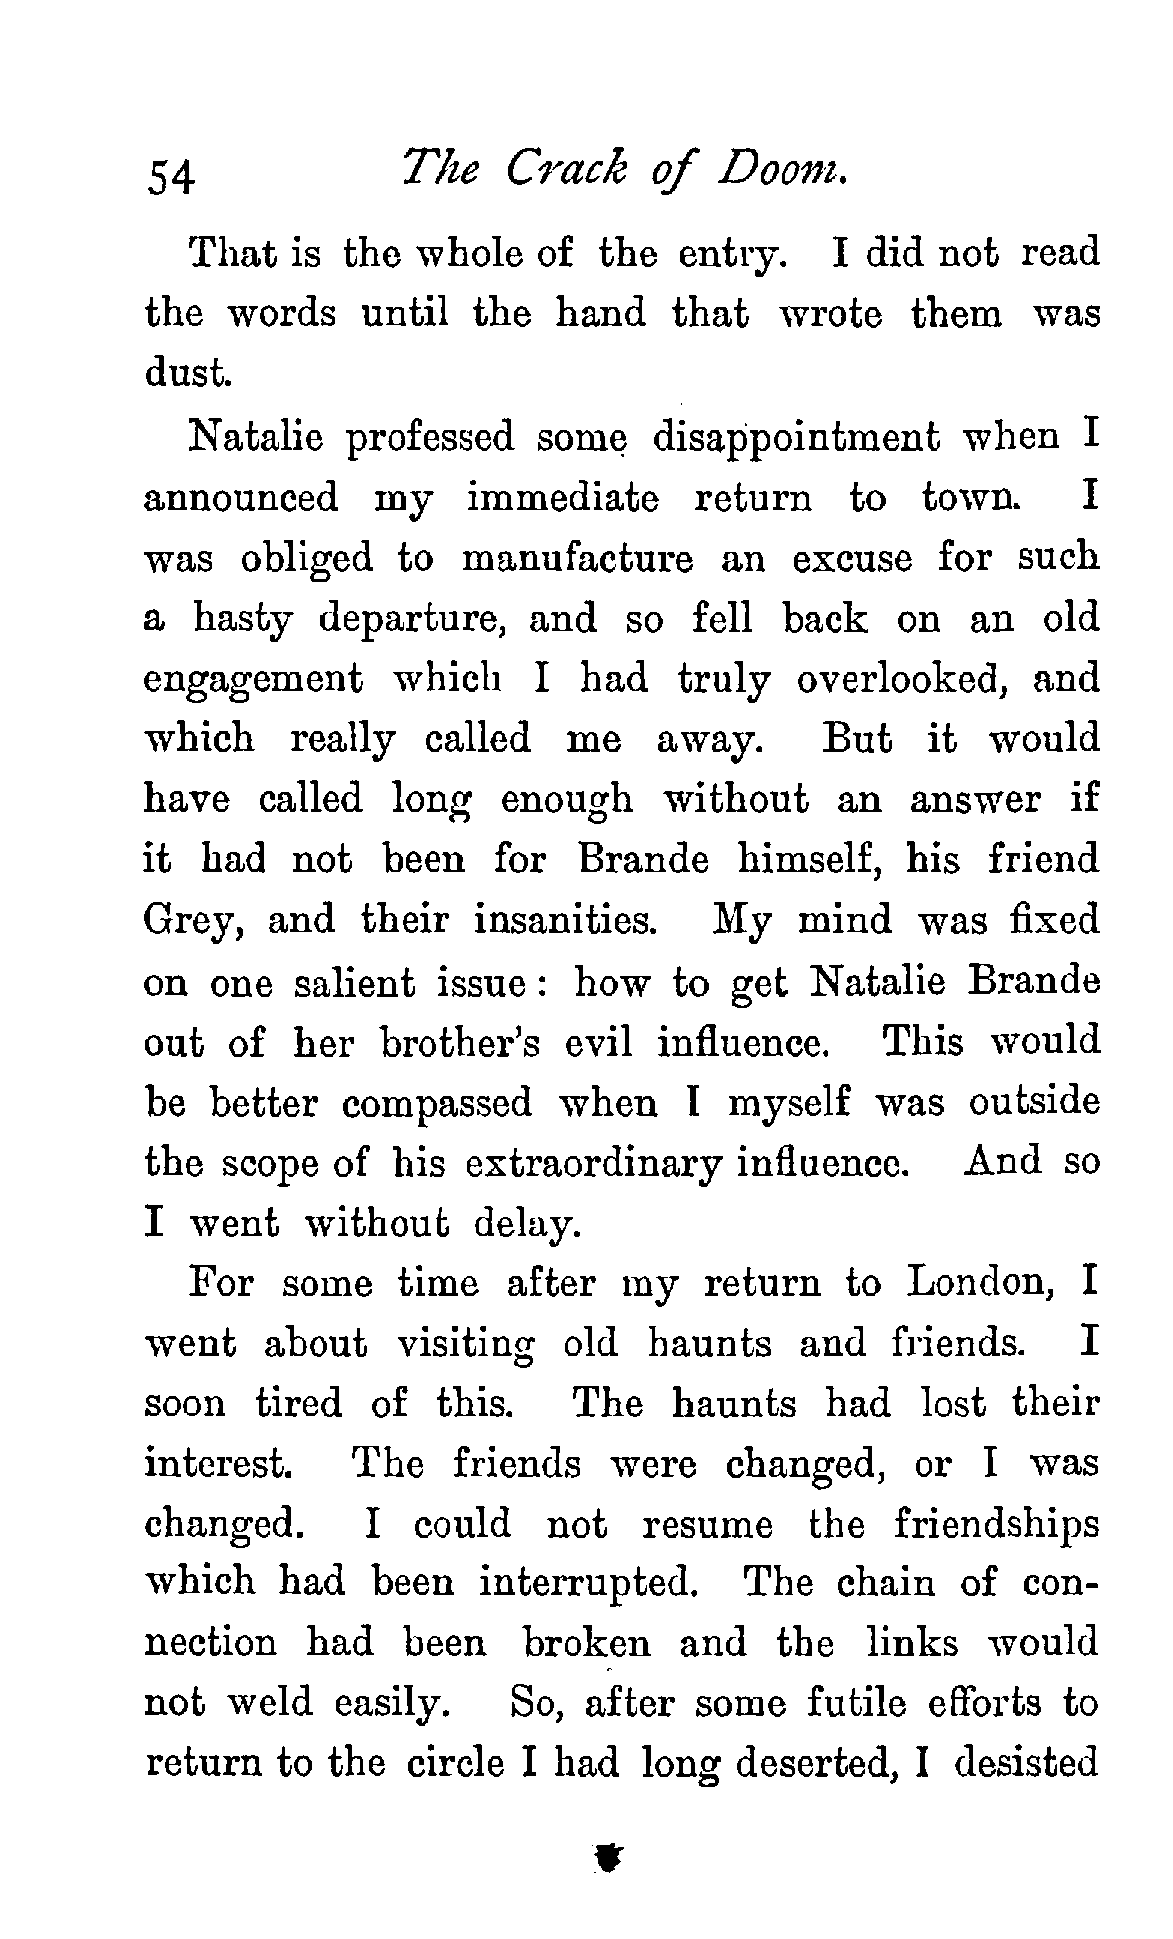 54 The Crack of Doom.
That is the whole of the entry. I did not read
the words until the hand that wrote them was
dust.
Natalie professed some disappointment when I
announced my immediate return to town. I
was obliged to manufacture an excuse for such
a hasty departure, and so fell back on an old
engagement which I had truly overlooked, and
which really called me away. But it would
have called long enough without an answer if
it had not been for Brande himself, his friend
Grey, and their insanities. My mind was fixed
on one salient issue : how to get Natalie Brande
out of her brother's evil influence. This would
be better compassed when I myself was outside
the scope of his extraordinary influence. And so
I went without delay.
For some time after my return to London, I
went about visiting old haunts and friends. I
soon tired of this. The haunts had lost their
interest. The friends were changed, or I was
changed. I could not resume the friendships
which had been interrupted. The chain of con-
nection had been broken and the links would
not weld easily. So, after some futile efforts to
return to the circle I had long deserted, I desisted